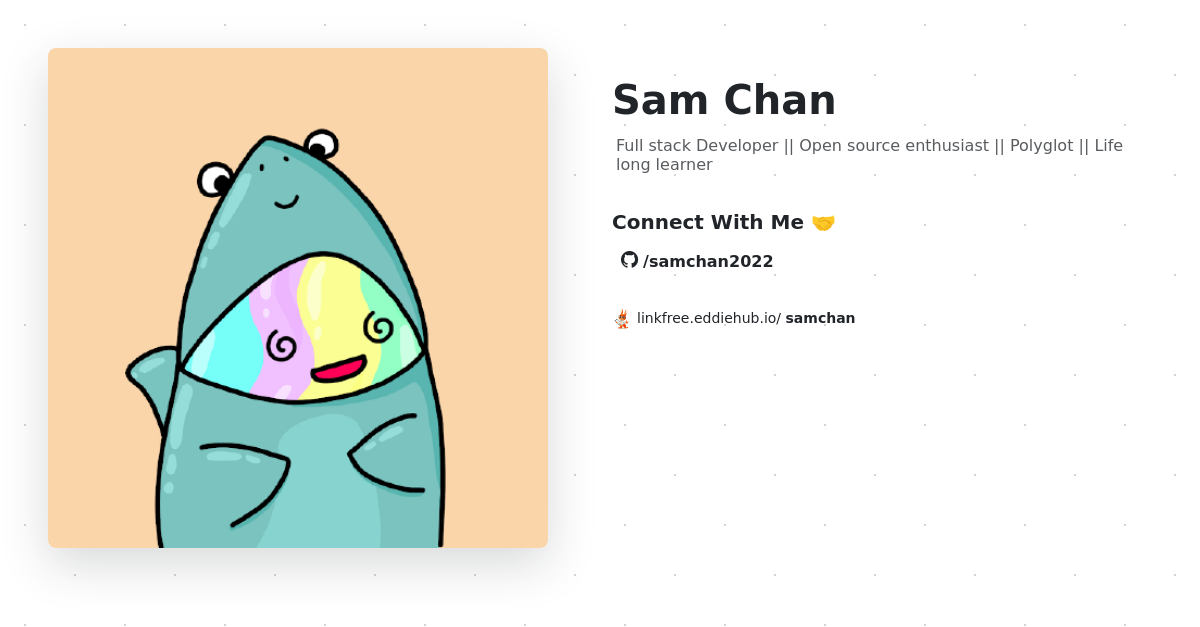 Sam Chan
Full stack Developer || Open source enthusiast || Polyglot || Life
long learner
Connect With Me 🤝
/samchan2022
linkfree.eddiehub.io/ samchan